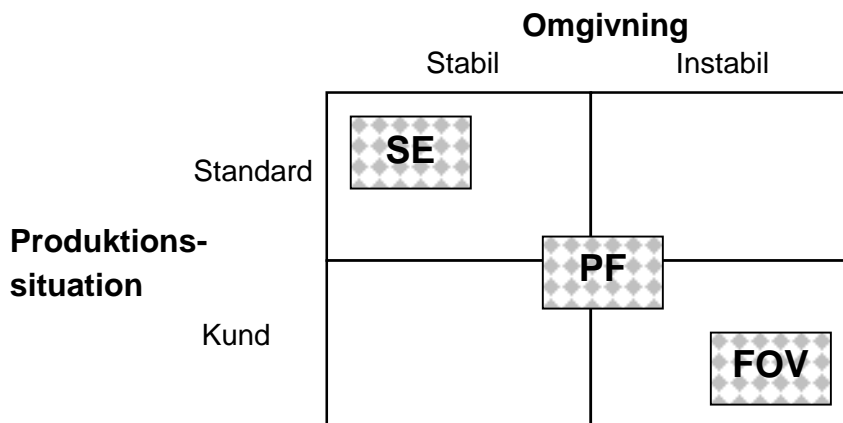 Omgivning
Stabil Instabil
SE
Standard
Produktions-
situation
PF
Kund
FOV